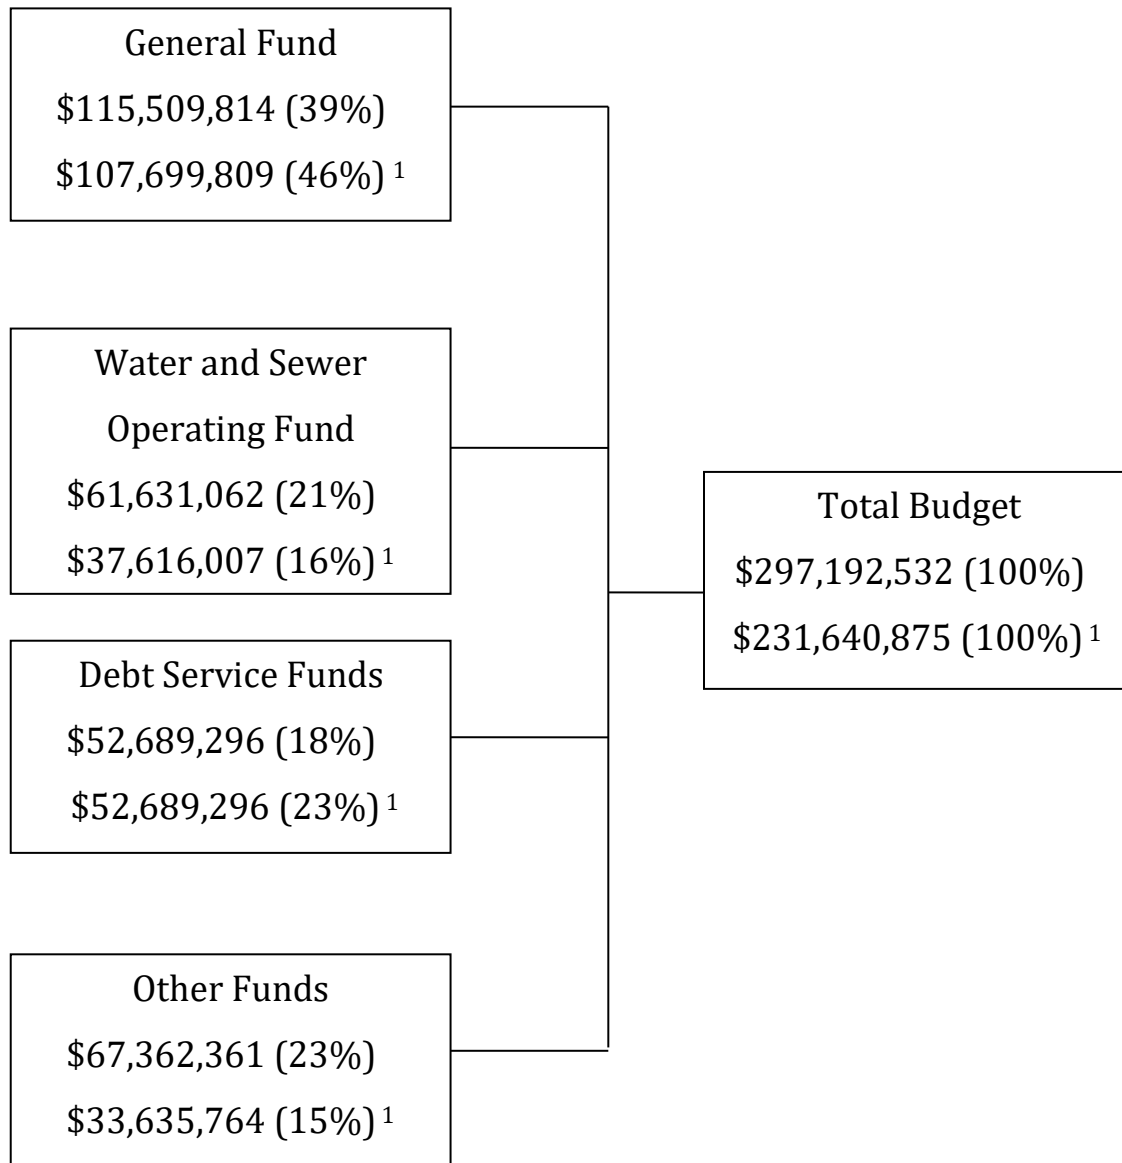 General Fund
$115,509,814 (39%)
$107,699,809 (46%) 1
Water and Sewer
Operating Fund
$61,631,062 (21%)
$37,616,007 (16%) 1
Debt Service Funds
$52,689,296 (18%)
$52,689,296 (23%) 1
Other Funds
$67,362,361 (23%)
$33,635,764 (15%) 1
Total Budget
$297,192,532 (100%)
$231,640,875 (100%) 1